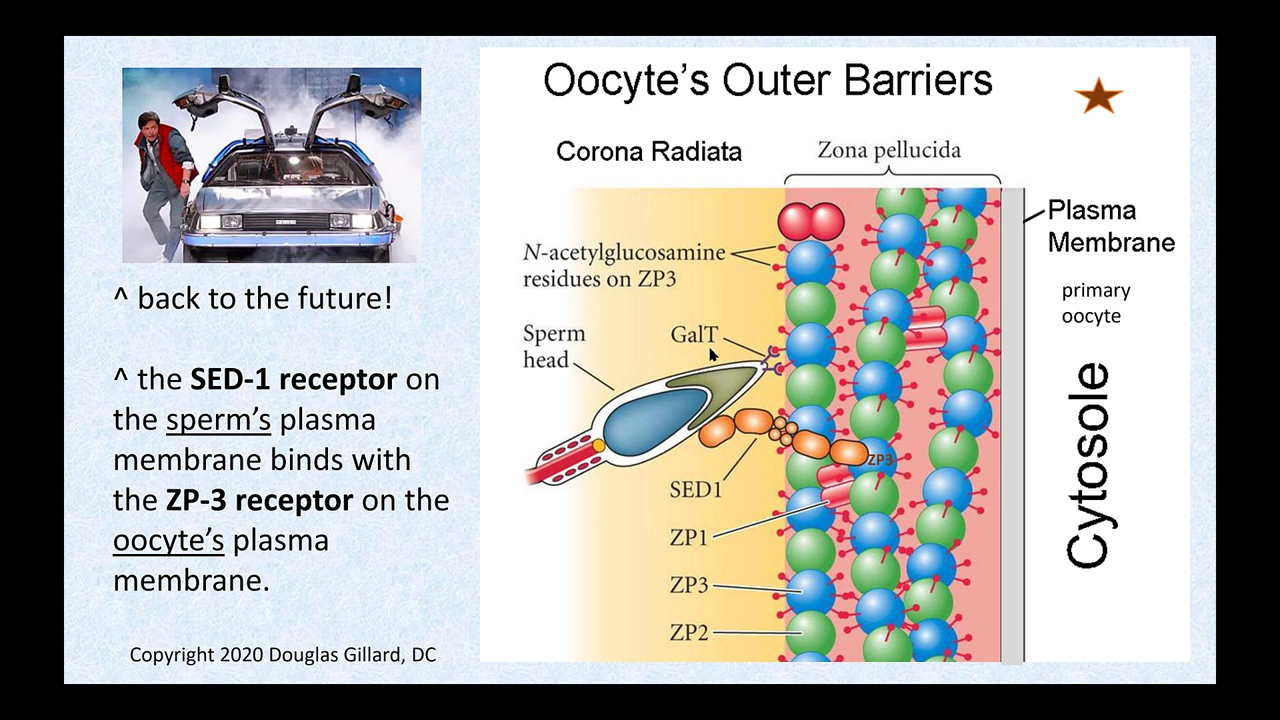 ^ back to the future!
^ the SED-1 receptor on
the sperm's plasma
membrane binds with
the ZP-3 receptor on the
oocyte's plasma
membrane.
Copyright 2020 Douglas Gillard, DC
Oocyte's Outer Barriers
Corona Radiata
Zona pellucida
Plasma
Membrane
N-acetylglucosamine
residues on ZP3
primary
oocyte
Sperm
head
GalT
Cytosole
ZP3
SED1
ZP1
ZP3
ZP2